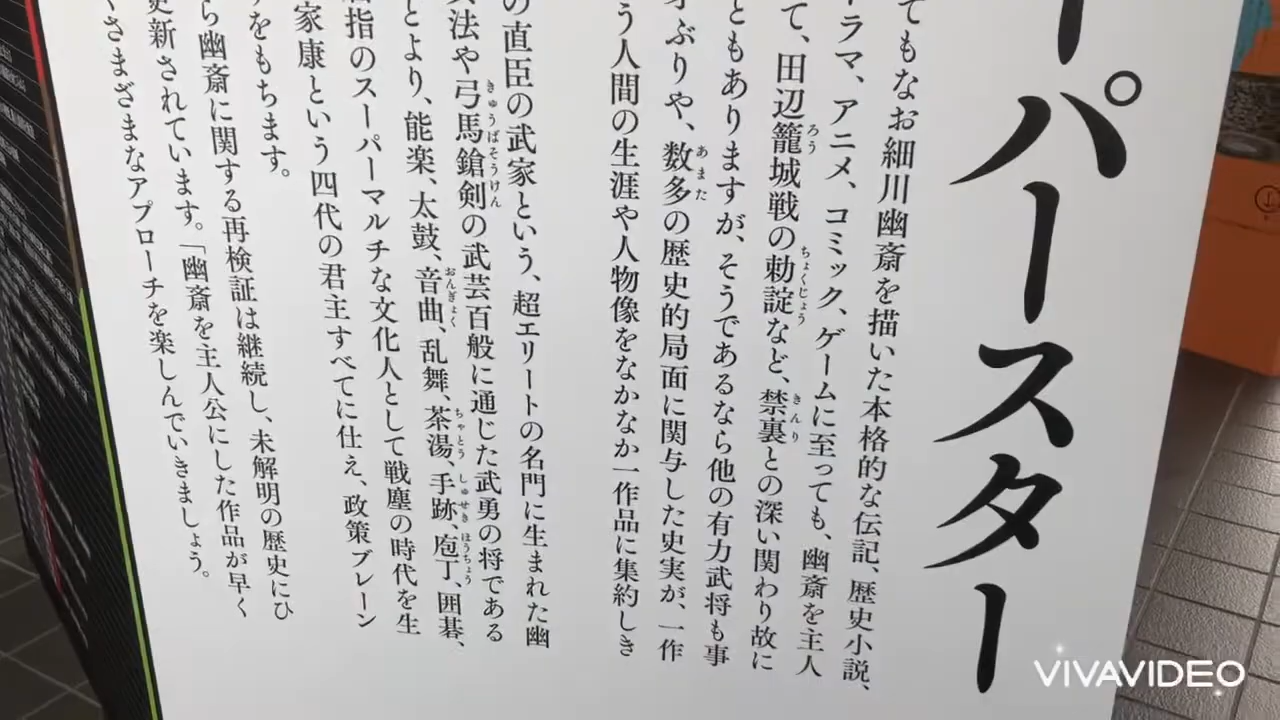 ーパースター
てもなお細川幽斎を描いた本格的な伝記、歴史小説、
ラマ、アニメ、コミック、ゲームに至っても、幽斎を主人
て、田辺籠城戦の勅諚など、禁裏との深い関わり故に
ともありますが、そうであるなら他の有力武将も事
ぶりや、数多の歴史的局面に関与した史実が、一作
う人間の生涯や人物像をなかなか一作品に集約しき
の直臣の武家という、超エリートの名門に生まれた幽
兵法や弓馬鎗剣の武芸百般に通じた武勇の将である
とより、能楽、太鼓、音曲、乱舞、茶湯、手跡、庖丁、囲碁、
指のスーパーマルチな文化人として戦塵の時代を生
家康という四代の君主すべてに仕え、政策ブレーン
をもちます。
ら幽斎に関する再検証は継続し、未解明の歴史にひ
更新されています。「幽斎を主人公にした作品が早く
くさまざまなアプローチを楽しんでいきましょう。
VIVAVIDEO